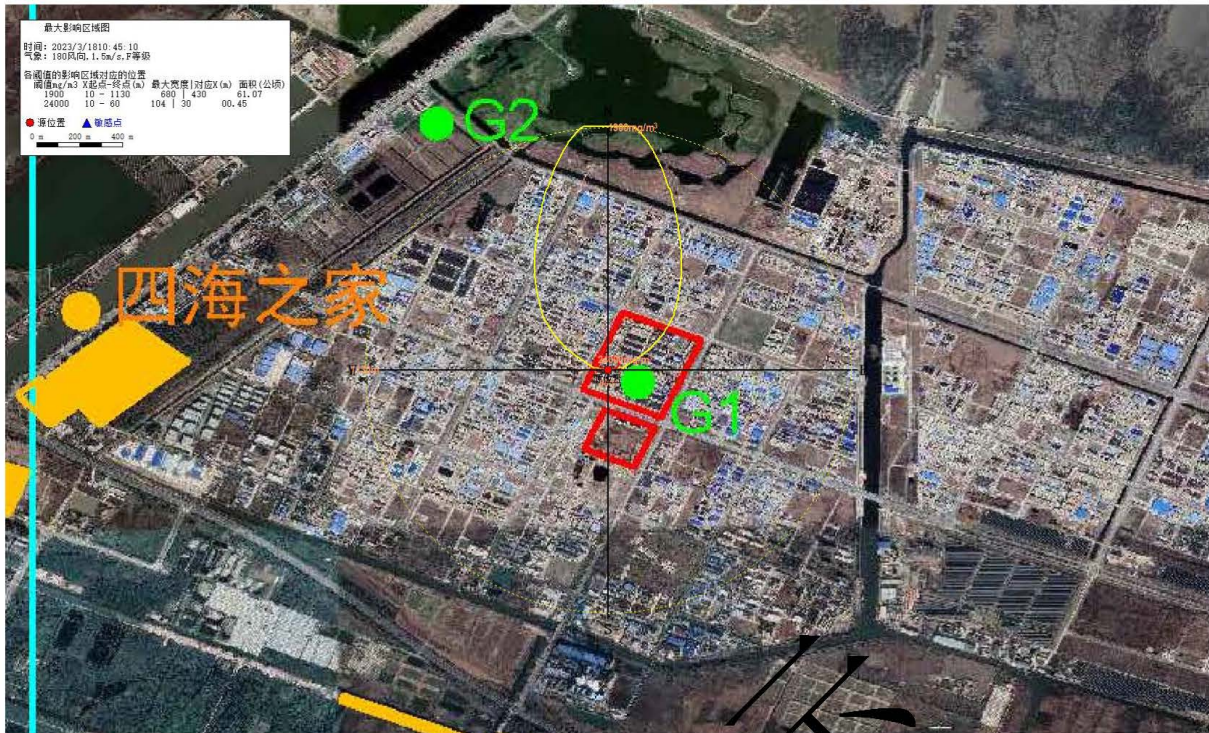 最大影响区域图
时间: 2023/3/1810:45:10
气象: 180风向,1.5m/s,F等级
各阈值的影响区域对应的位置
阈值mg/m3 X起点-终点(m) 最大宽度|对应X(m) 面积(公顷)
1900 10 - 1130 680 | 430 61.07
24000 10 - 60 104 | 30 00.45
源位置 敏感点
0 m 200 m 400 m
G2
1900mg/m³
四海之家
G1